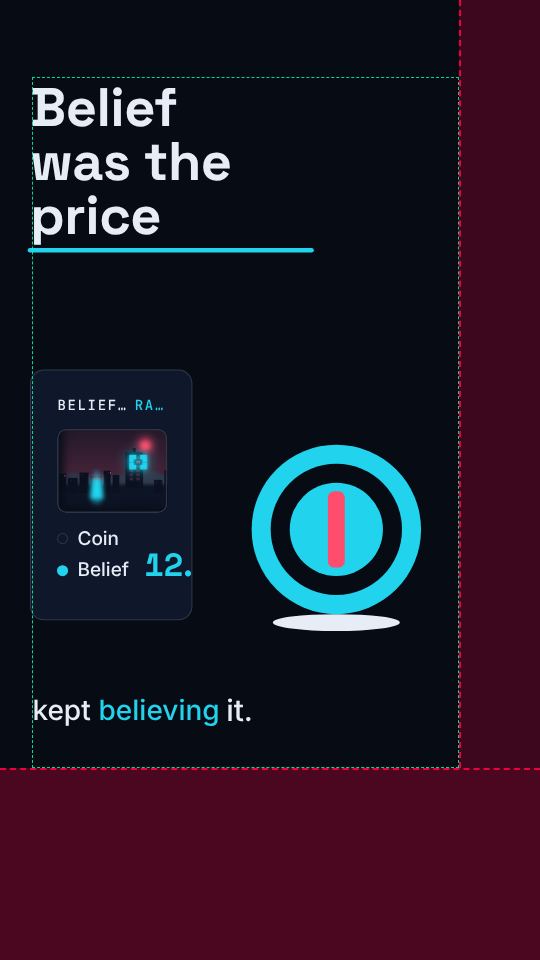 Belief
was the
price
BELIEF… RA…
Coin
Belief 12.
kept believing it.